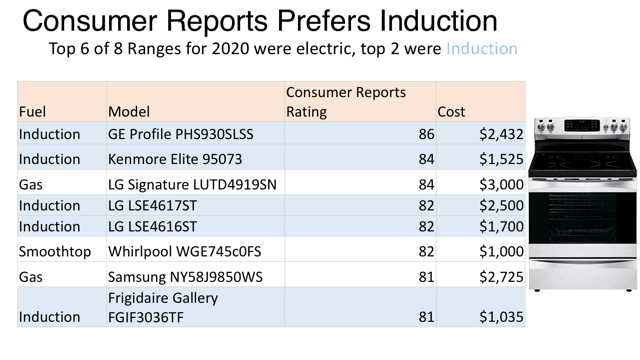 Consumer Reports Prefers Induction
Top 6 of 8 Ranges for 2020 were electric, top 2 were Induction
Fuel Model Consumer Reports Rating Cost
Induction GE Profile PHS930SLSS 86 $2,432
Induction Kenmore Elite 95073 84 $1,525
Gas LG Signature LUTD4919SN 84 $3,000
Induction LG LSE4617ST 82 $2,500
Induction LG LSE4616ST 82 $1,700
Smoothtop Whirlpool WGE745c0FS 82 $1,000
Gas Samsung NY58J9850WS 81 $2,725
Induction Frigidaire Gallery FGIF3036TF 81 $1,035